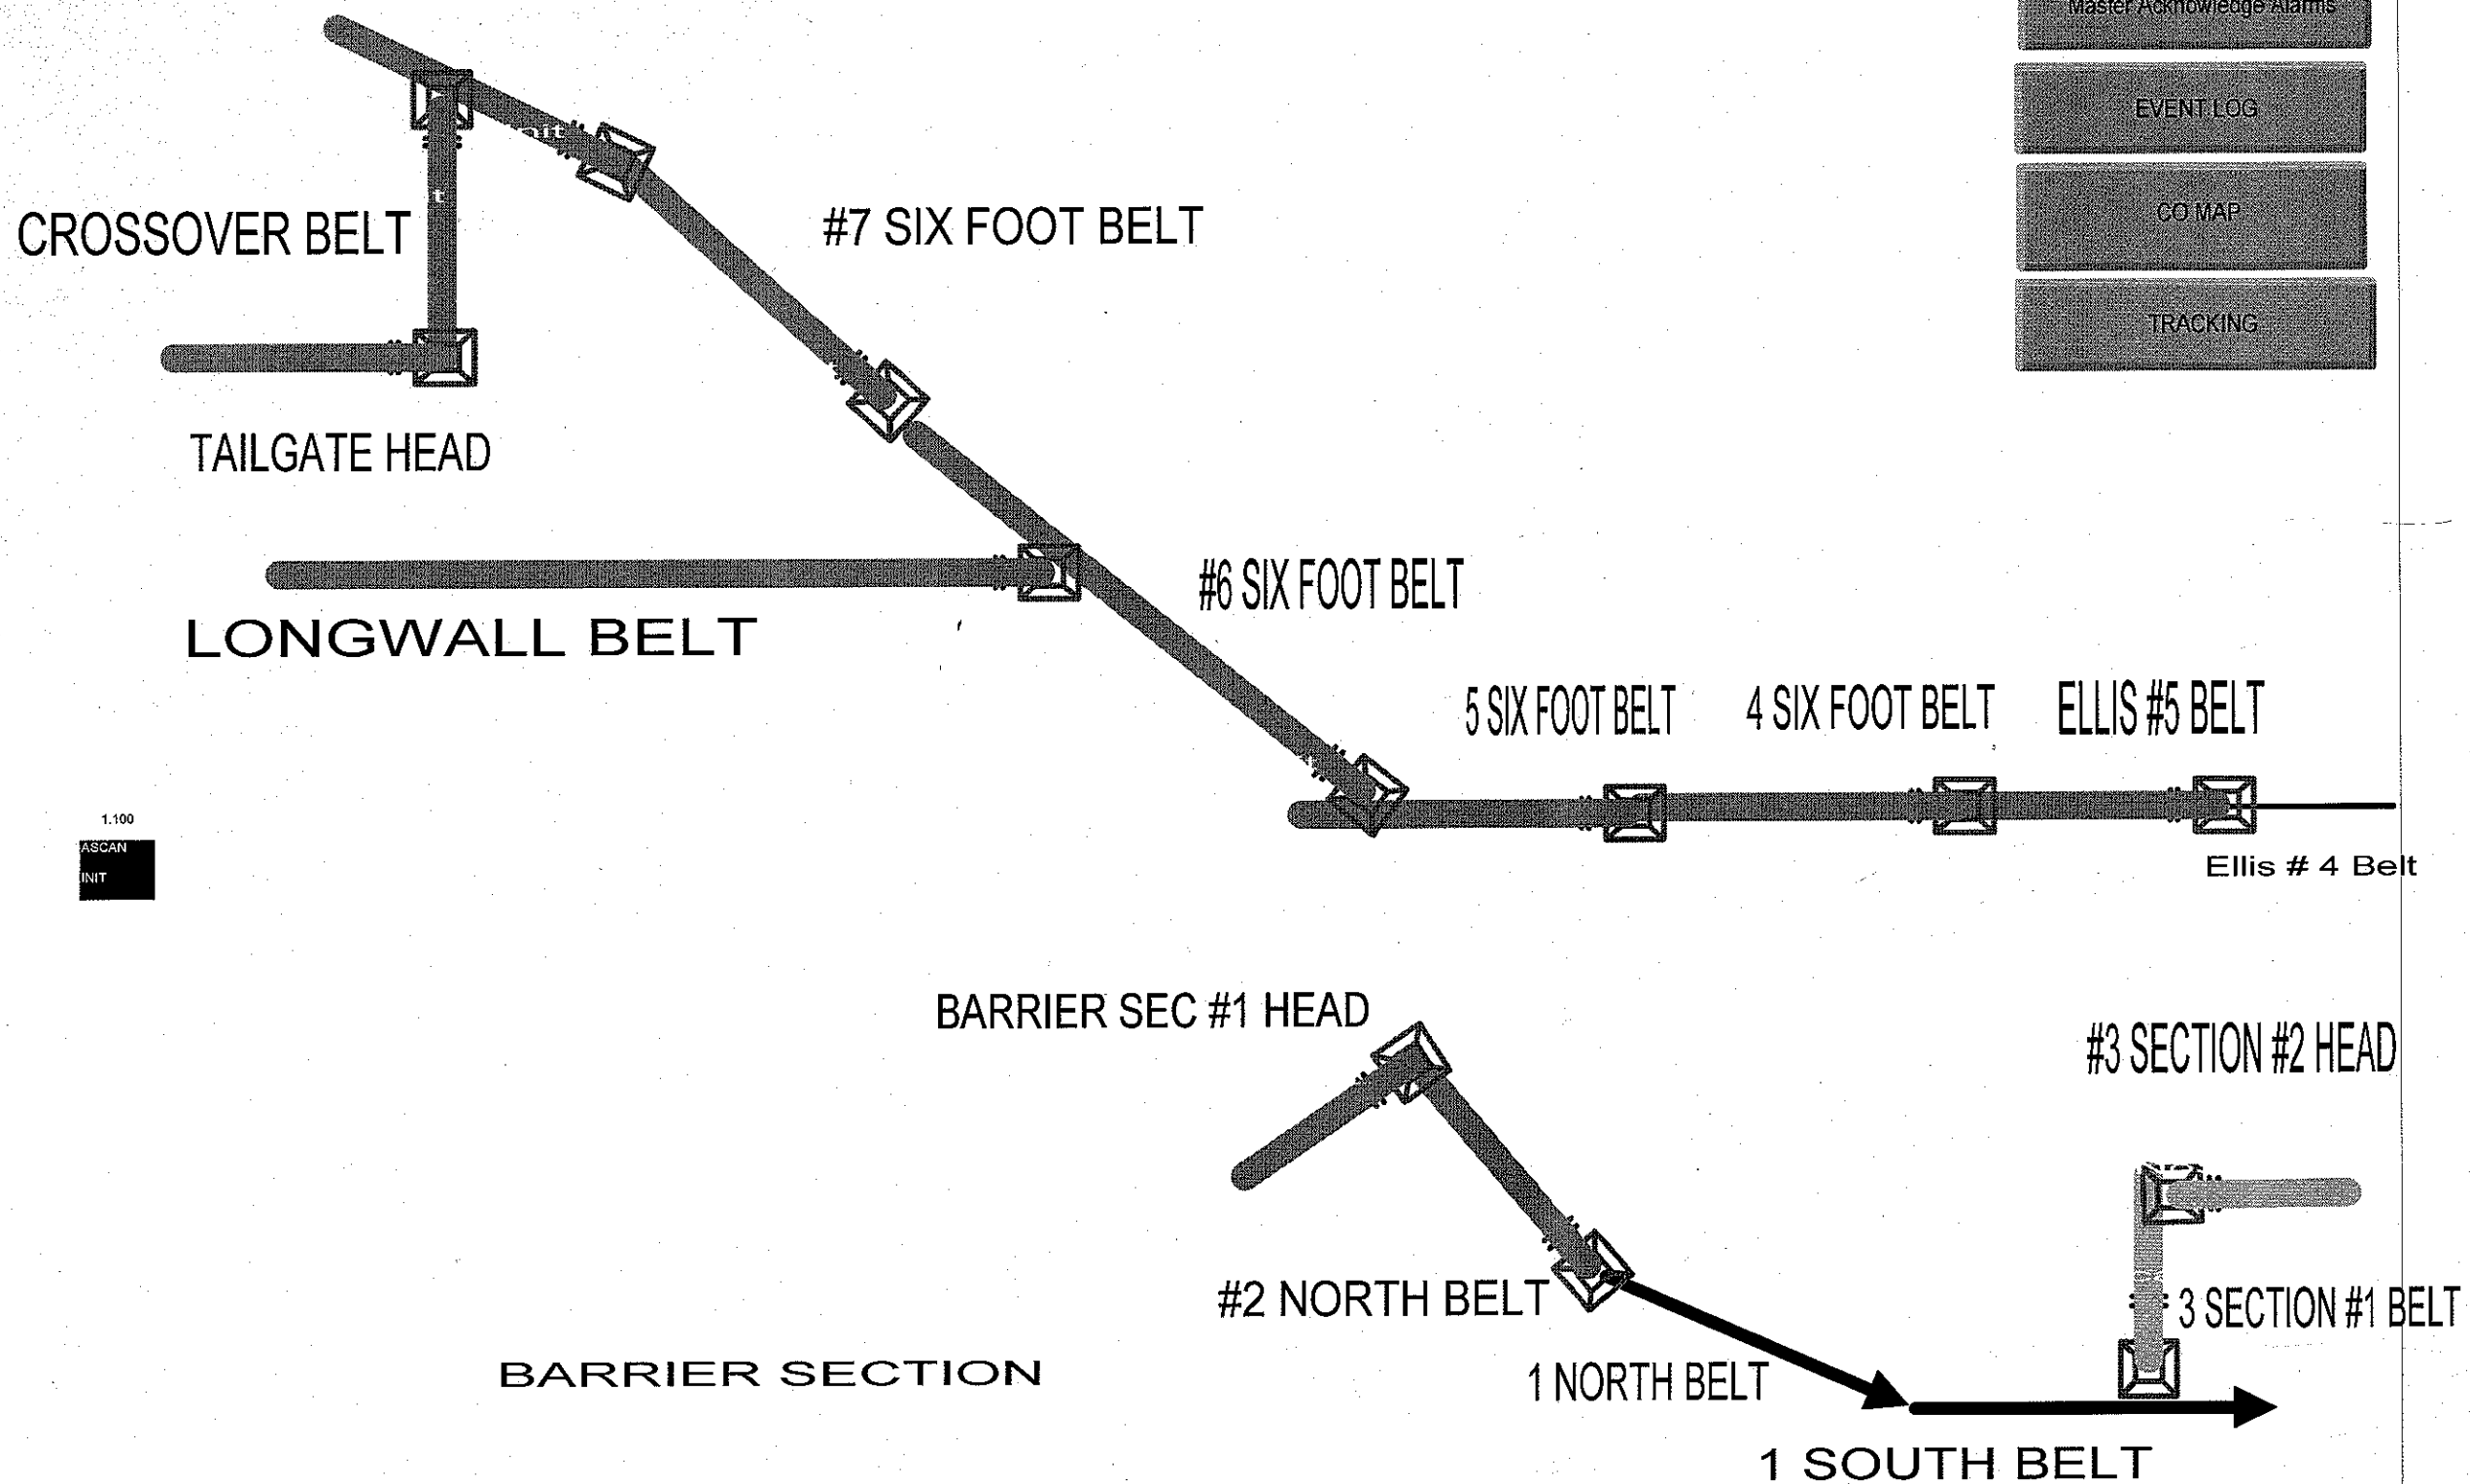 Master Acknowledge Alarms
EVENT LOG
CO MAP
TRACKING
nit
t
CROSSOVER BELT
#7 SIX FOOT BELT
TAILGATE HEAD
#6 SIX FOOT BELT
LONGWALL BELT
5 SIX FOOT BELT
4 SIX FOOT BELT
ELLIS #5 BELT
1.100
ASCAN
INIT
Ellis # 4 Belt
BARRIER SEC #1 HEAD
#3 SECTION #2 HEAD
#2 NORTH BELT
3 SECTION #1 BELT
BARRIER SECTION
1 NORTH BELT
1 SOUTH BELT